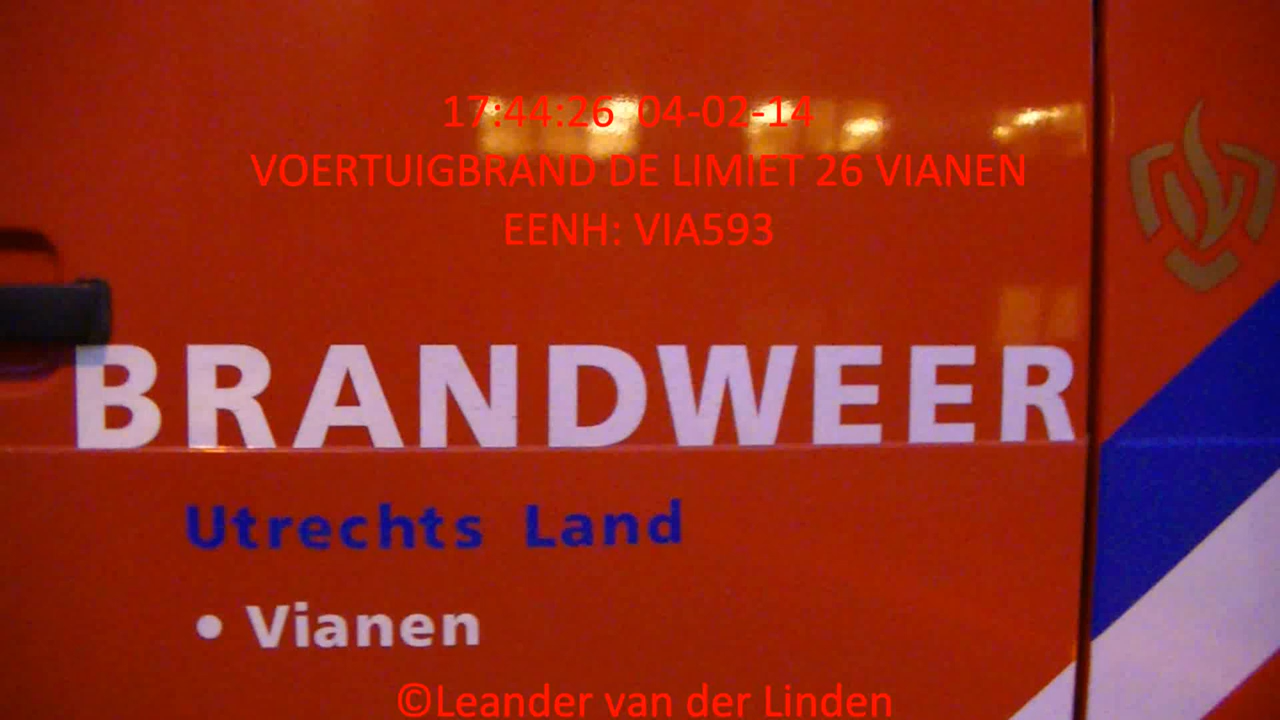 17:44:26 04-02-14
VOERTUIGBRAND DE LIMIET 26 VIANEN
EENH: VIA593
BRANDWEER
Utrechts Land
• Vianen
©Leander van der Linden